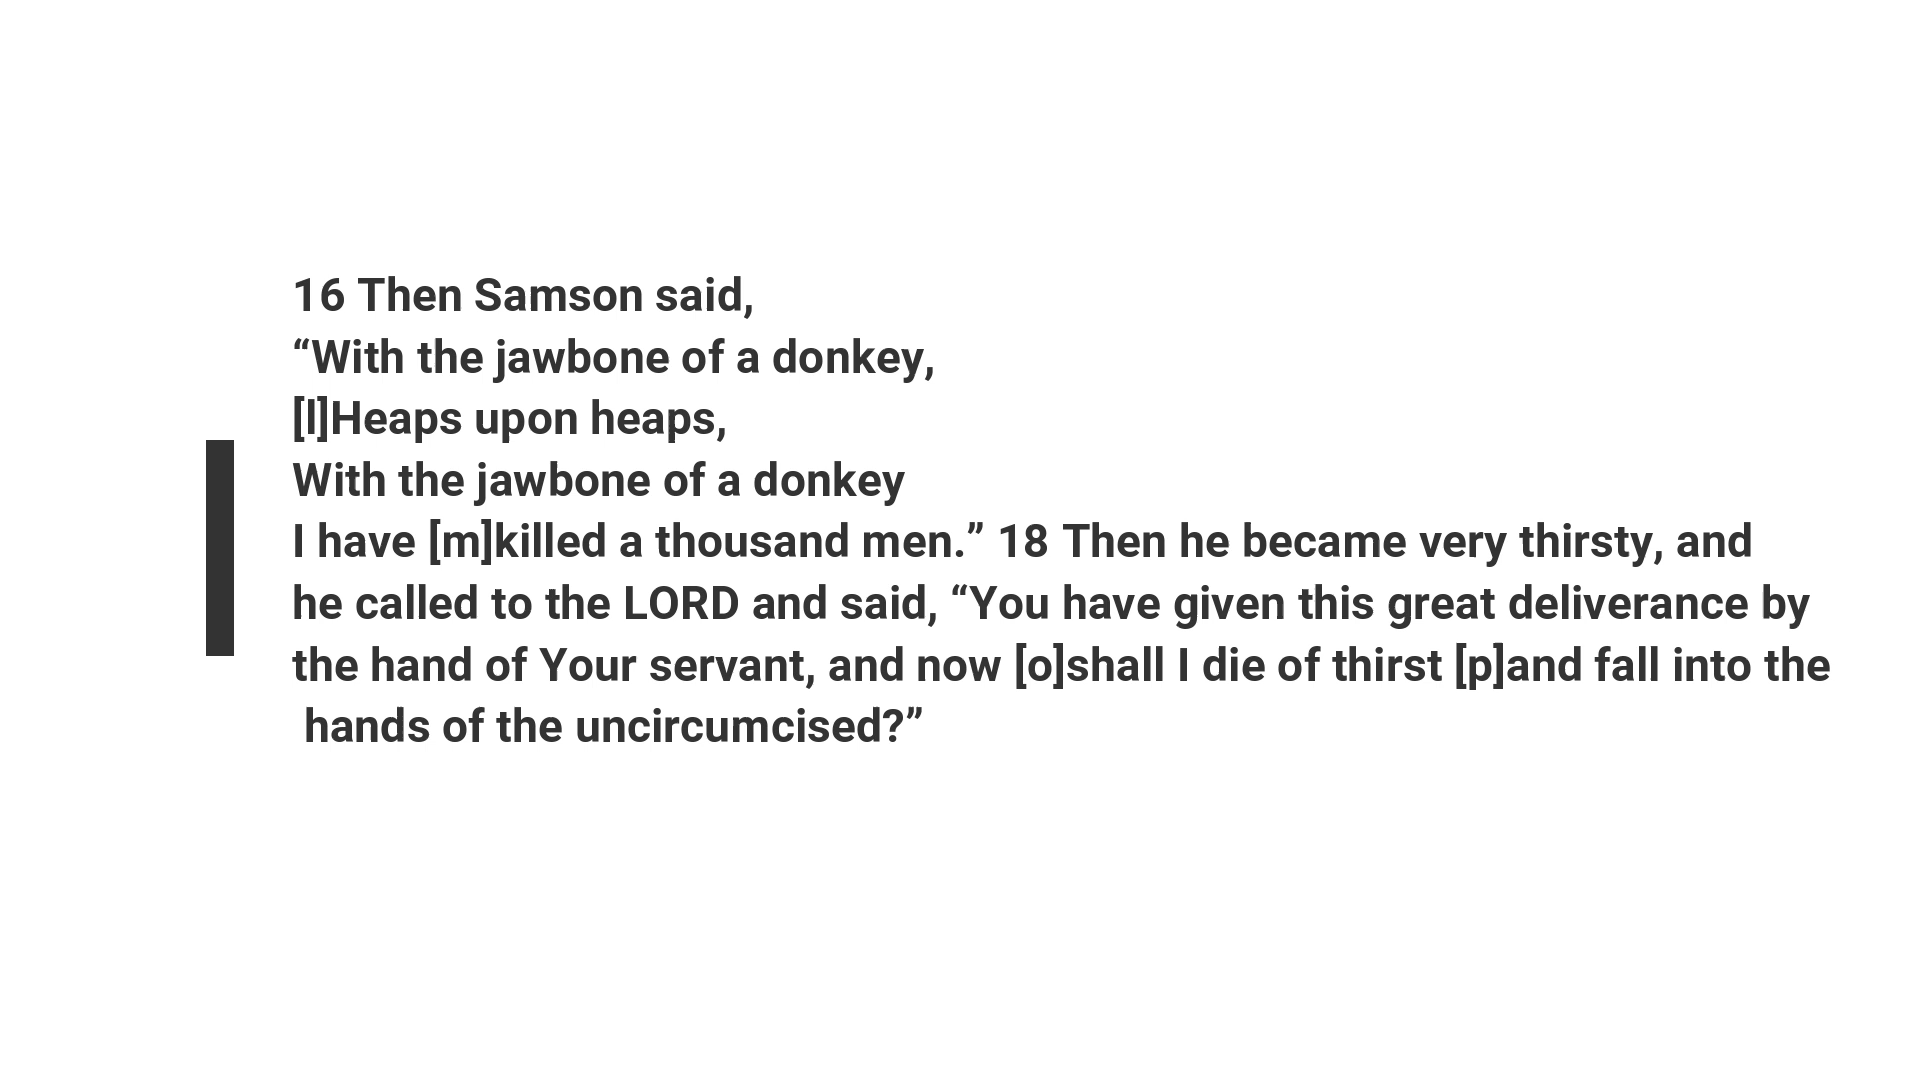 16 Then Samson said,
“With the jawbone of a donkey,
[l]Heaps upon heaps,
With the jawbone of a donkey
I have [m]killed a thousand men.” 18 Then he became very thirsty, and
he called to the LORD and said, “You have given this great deliverance by
the hand of Your servant, and now [o]shall I die of thirst [p]and fall into the
hands of the uncircumcised?”